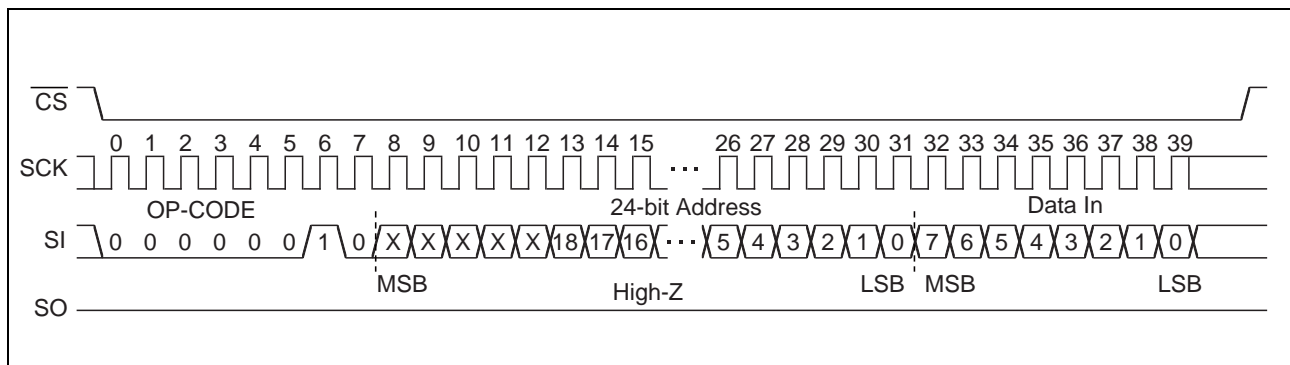 CS
0 1 2 3 4 5 6 7 8 9 10 11 12 13 14 15 26 27 28 29 30 31 32 33 34 35 36 37 38 39
SCK ···
OP-CODE 24-bit Address Data In
SI 0 0 0 0 0 0 1 0 X X X X X 18 17 16 ··· 5 4 3 2 1 0 7 6 5 4 3 2 1 0
MSB High-Z LSB MSB LSB
SO